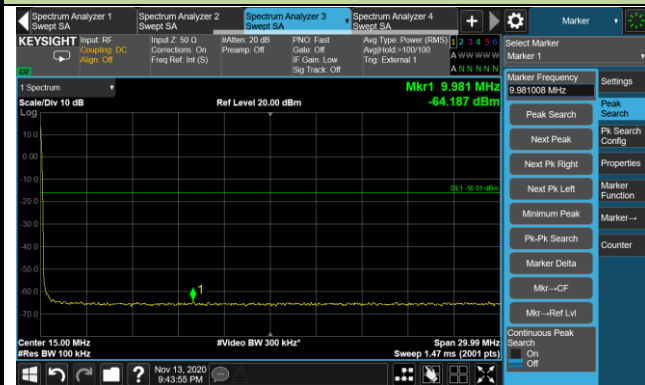 Spectrum Analyzer 1
Swept SA
Spectrum Analyzer 2
Swept SA
Spectrum Analyzer 3
Swept SA
Spectrum Analyzer 4
Swept SA
Marker
KEYSIGHT
Input: RF
Coupling: DC
Align: Off
Input Z: 50 Ω
Corrections: On
Freq Ref: Int (S)
#Atten: 20 dB
Preamp: Off
PNO: Fast
Gate: Off
IF Gain: Low
Sig Track: Off
Avg Type: Power (RMS)
Avg|Hold:>100/100
Trig: External 1
1 2 3 4 5 6
A W W W W W
A N N N N N
Select Marker
Marker 1
1 Spectrum
Scale/Div 10 dB
Log
Ref Level 20.00 dBm
Mkr1 9.981 MHz
-64.187 dBm
10.0
0.00
-10.0
-20.0
-30.0
-40.0
-50.0
-60.0
-70.0
DL1 -16.01 dBm
1
Center 15.00 MHz
#Res BW 100 kHz
#Video BW 300 kHz*
Span 29.99 MHz
Sweep 1.47 ms (2001 pts)
Marker Frequency
9.981008 MHz
Peak Search
Next Peak
Next Pk Right
Next Pk Left
Minimum Peak
Pk-Pk Search
Marker Delta
Mkr→CF
Mkr→Ref Lvl
Continuous Peak
Search
On
Off
Settings
Peak
Search
Pk Search
Config
Properties
Marker
Function
Marker→
Counter
Nov 13, 2020
9:43:55 PM